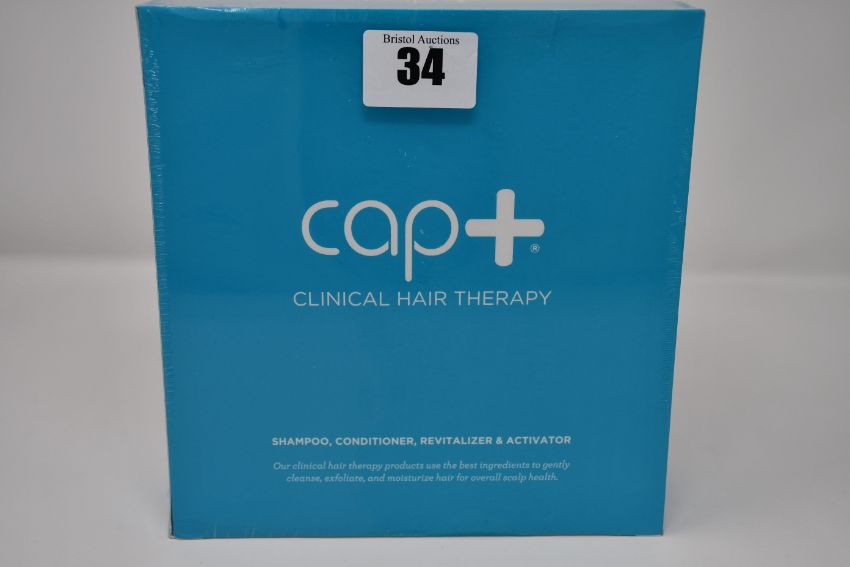 Bristol Auctions
34
cap+®
CLINICAL HAIR THERAPY
SHAMPOO, CONDITIONER, REVITALIZER & ACTIVATOR
Our clinical hair therapy products use the best ingredients to gently
cleanse, exfoliate, and moisturize hair for overall scalp health.